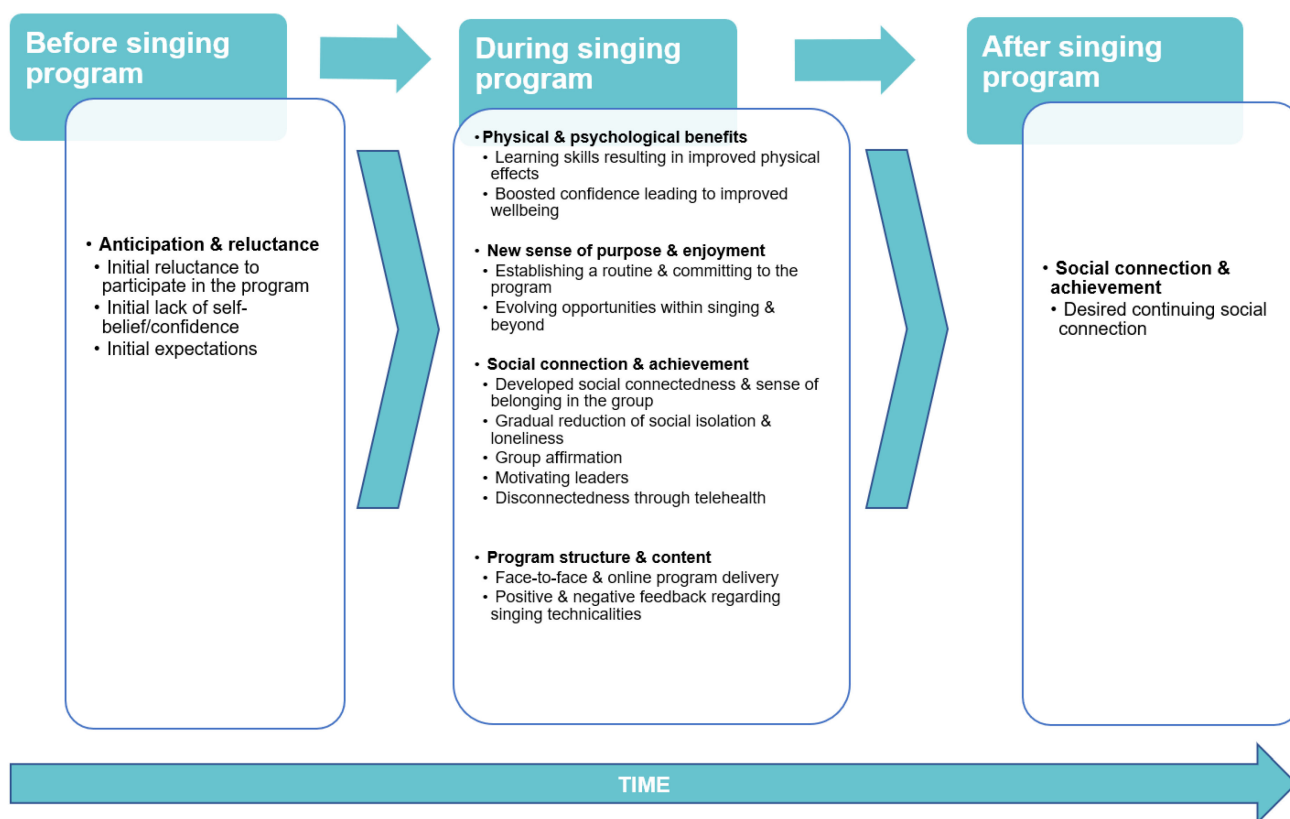 Before singing
program
• Anticipation & reluctance
• Initial reluctance to
participate in the program
• Initial lack of self-
belief/confidence
• Initial expectations
During singing
program
• Physical & psychological benefits
• Learning skills resulting in improved physical
effects
• Boosted confidence leading to improved
wellbeing
• New sense of purpose & enjoyment
• Establishing a routine & committing to the
program
• Evolving opportunities within singing &
beyond
• Social connection & achievement
• Developed social connectedness & sense of
belonging in the group
• Gradual reduction of social isolation &
loneliness
• Group affirmation
• Motivating leaders
• Disconnectedness through telehealth
• Program structure & content
• Face-to-face & online program delivery
• Positive & negative feedback regarding
singing technicalities
After singing
program
• Social connection &
achievement
• Desired continuing social
connection
TIME